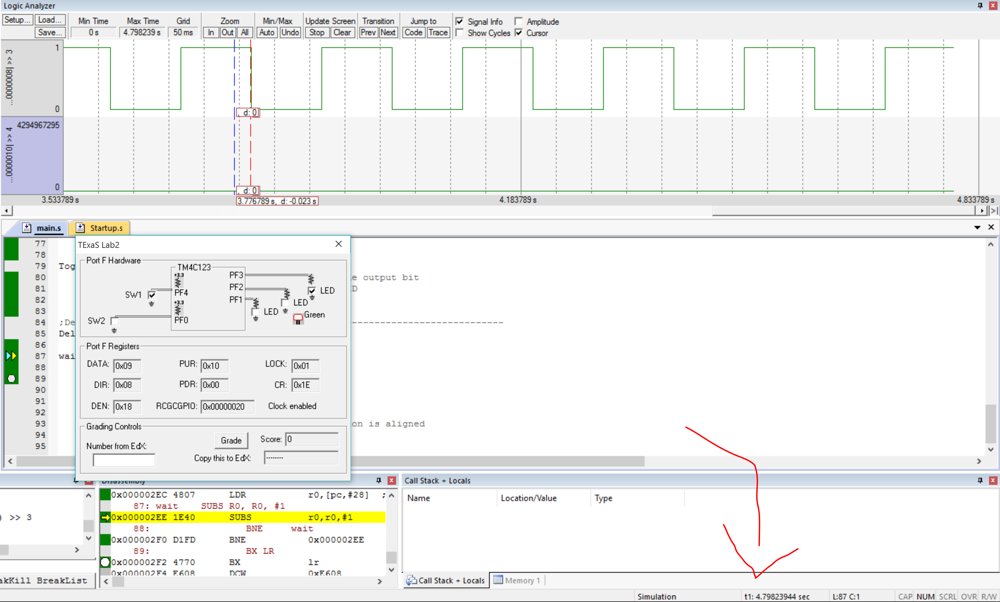 Logic Analyzer
Setup... Load... Min Time Max Time Grid Zoom Min/Max Update Screen Transition Jump to Signal Info Amplitude
Save... 0 s 4.798239 s 50 ms In Out All Auto Undo Stop Clear Prev Next Code Trace Show Cycles Cursor
1
...0000008| >> 3
0
, d: 0
4294967295
...0000010| >> 4
0
, d: 0
3.533789 s 3.776789 s, d: -0.023 s 4.183789 s 4.833789 s
>|
main.s Startup.s
77
78
79 Tog
80 e output bit
81 D
82
83
84 ;De ---------------------------
85 Del
86
87 wai
88
89
90
91
92
93 on is aligned
94
95
TExaS Lab2
Port F Hardware
TM4C123
+3.3 PF3
SW1 PF4 PF2 LED
+3.3 PF1 LED
LED Green
SW2 PF0
Port F Registers
DATA: 0x09 PUR: 0x10 LOCK: 0x01
DIR: 0x08 PDR: 0x00 CR: 0x1E
DEN: 0x18 RCGCGPIO: 0x00000020 Clock enabled
Grading Controls
Number from EdX: Grade Score: 0
Copy this to EdX: --------
) >> 3
akKill BreakList
Disassembly
0x000002EC 4807 LDR r0,[pc,#28] ;
87: wait SUBS R0, R0, #1
0x000002EE 1E40 SUBS r0,r0,#1
88: BNE wait
0x000002F0 D1FD BNE 0x000002EE
89: BX LR
0x000002F2 4770 BX lr
0x000002F4 E608 DCW 0xE608
Call Stack + Locals
Name Location/Value Type
Call Stack + Locals Memory 1
Simulation t1: 4.79823944 sec L:87 C:1 CAP NUM SCRL OVR R/W